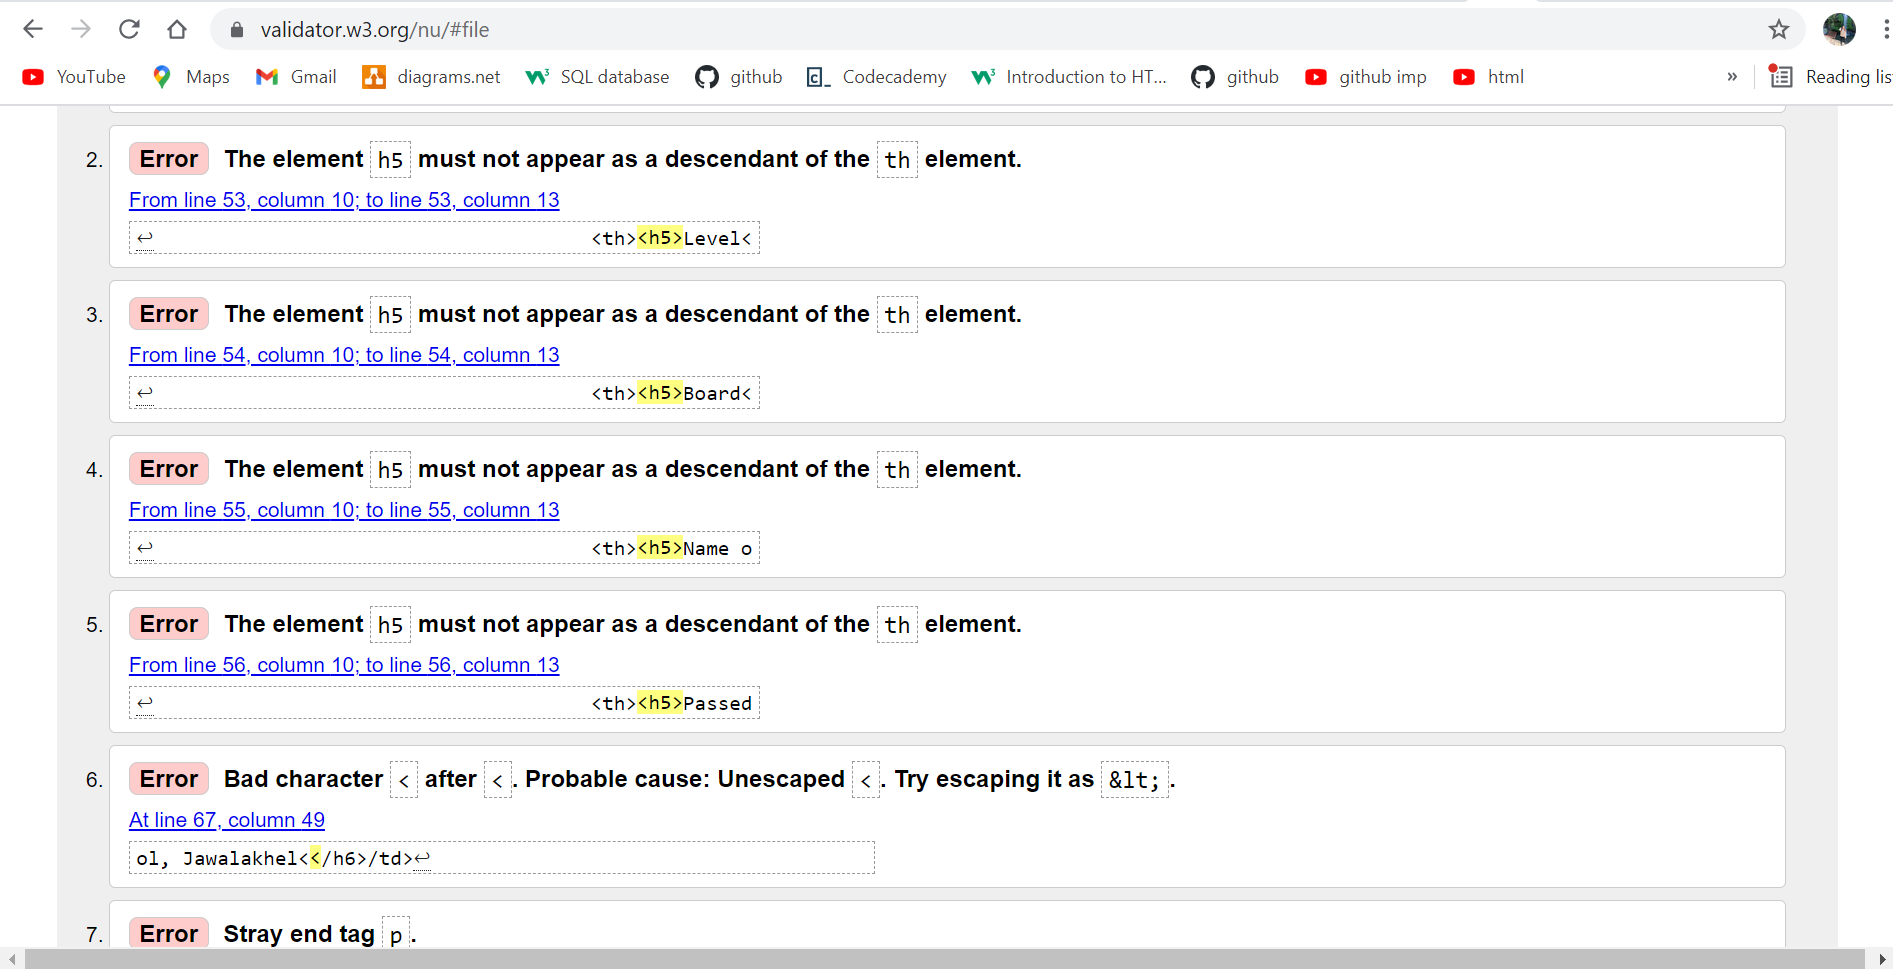 validator.w3.org/nu/#file
YouTube Maps Gmail diagrams.net SQL database github Codecademy Introduction to HT... github github imp html » Reading lis
2. Error The element h5 must not appear as a descendant of the th element.
From line 53, column 10; to line 53, column 13
↩ <th><h5>Level<
3. Error The element h5 must not appear as a descendant of the th element.
From line 54, column 10; to line 54, column 13
↩ <th><h5>Board<
4. Error The element h5 must not appear as a descendant of the th element.
From line 55, column 10; to line 55, column 13
↩ <th><h5>Name o
5. Error The element h5 must not appear as a descendant of the th element.
From line 56, column 10; to line 56, column 13
↩ <th><h5>Passed
6. Error Bad character < after <. Probable cause: Unescaped <. Try escaping it as &lt;.
At line 67, column 49
ol, Jawalakhel<</h6>/td>↩
7. Error Stray end tag p.